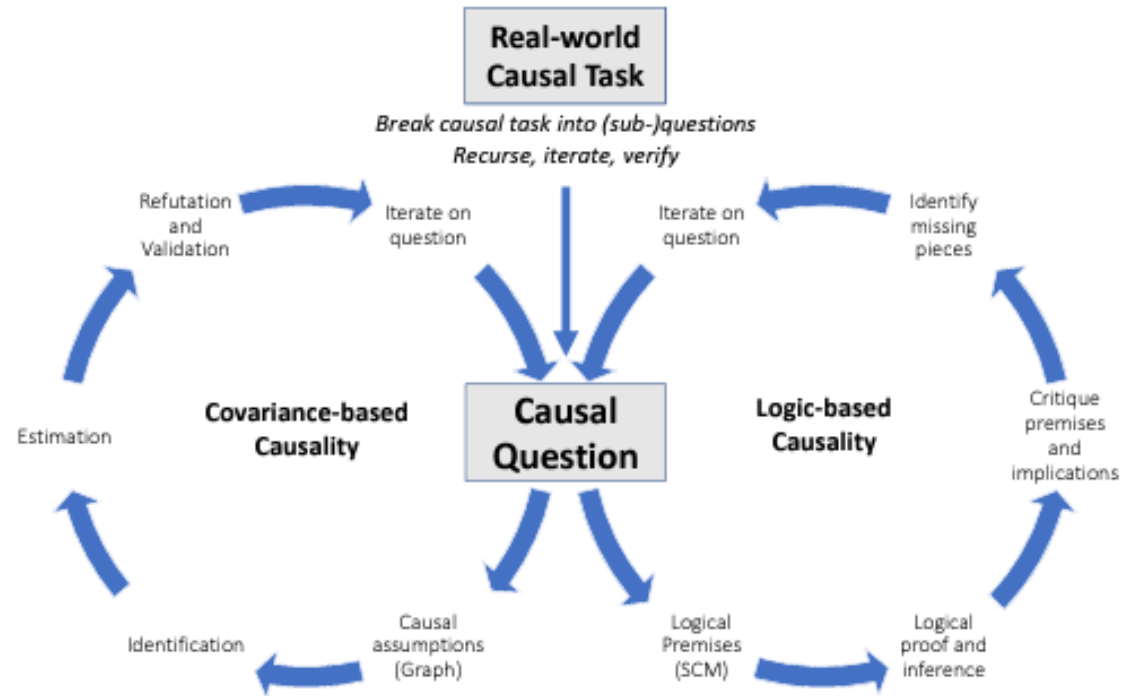 Real-world
Causal Task
Break causal task into (sub-)questions
Recurse, iterate, verify
Refutation
and
Validation
Iterate on
question
Iterate on
question
Identify
missing
pieces
Covariance-based
Causality
Causal
Question
Logic-based
Causality
Estimation
Critique
premises
and
implications
Identification
Causal
assumptions
(Graph)
Logical
Premises
(SCM)
Logical
proof and
inference